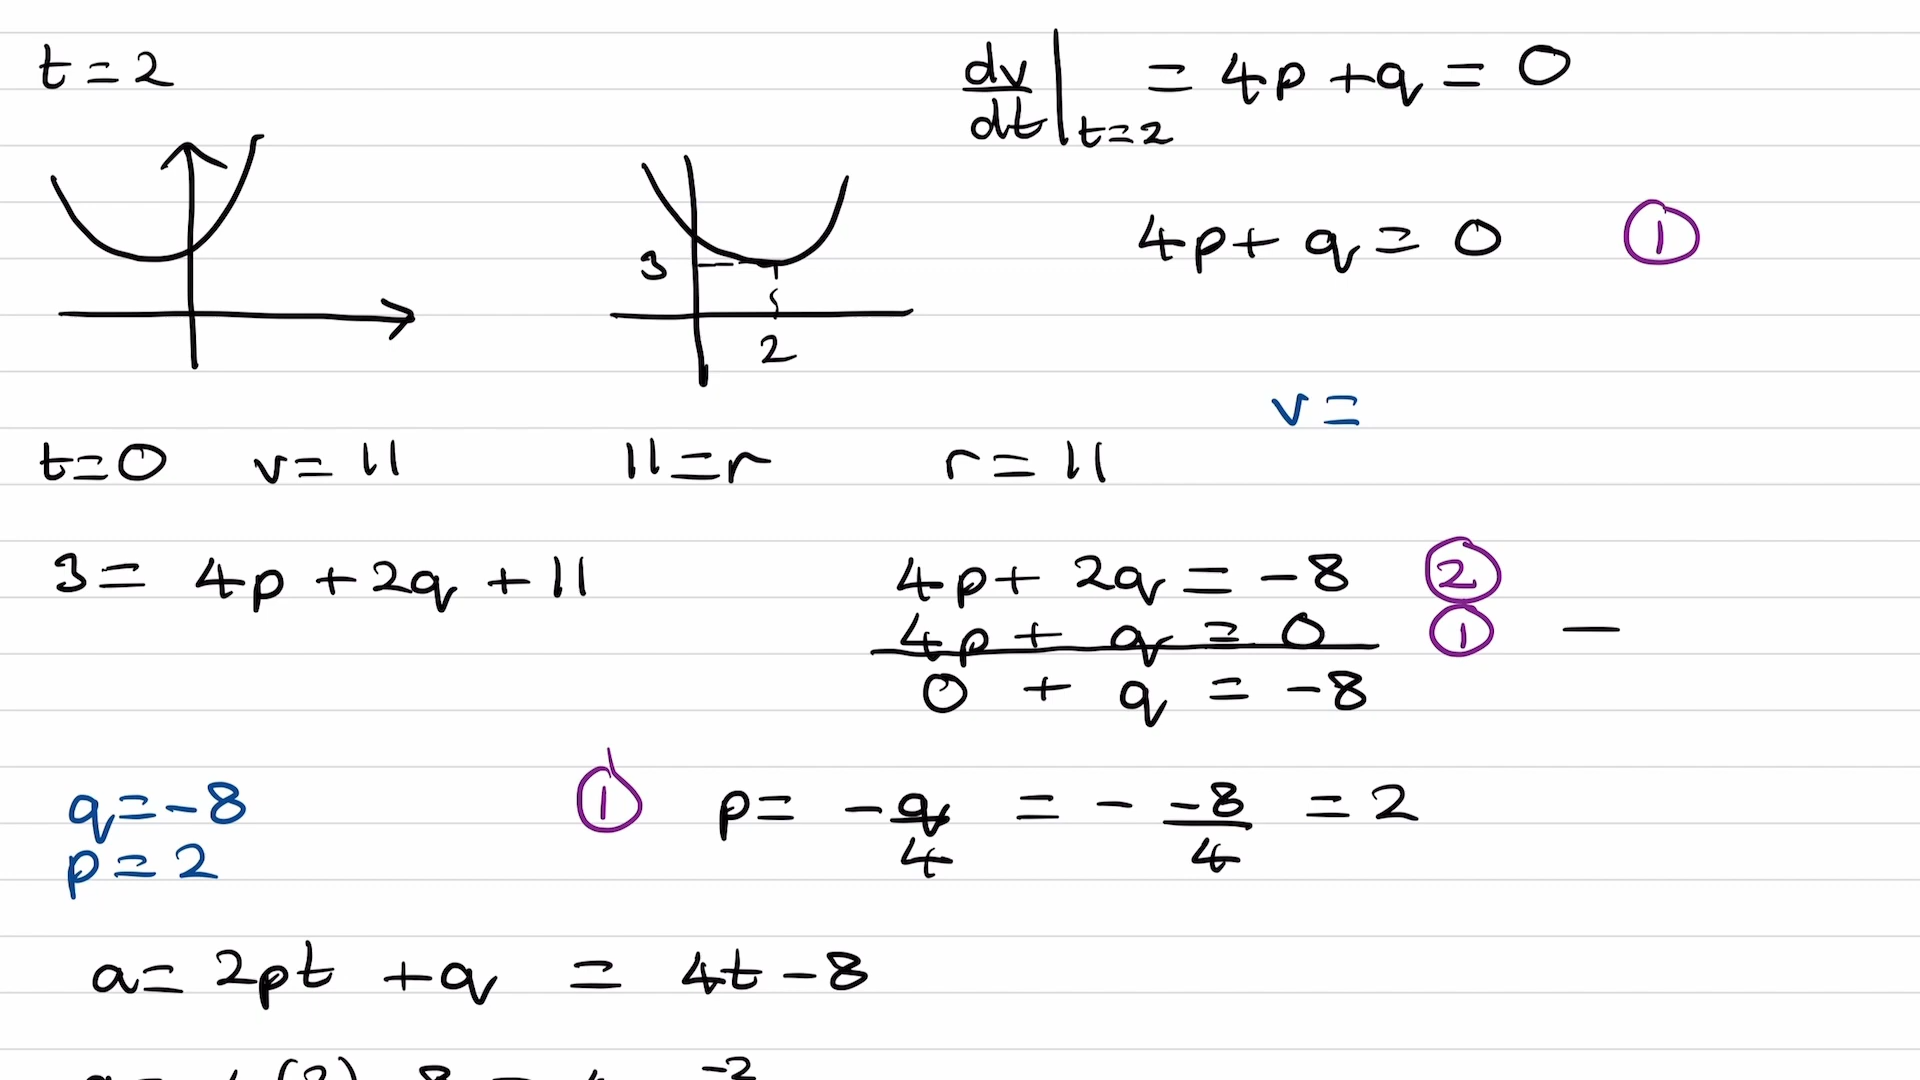 t = 2
dv/dt |t=2 = 4p + q = 0
3
2
4p + q = 0 ①
v =
t = 0 v = 11 11 = r r = 11
3 = 4p + 2q + 11
4p + 2q = -8 ②
4p + q = 0 ① —
0 + q = -8
q = -8
p = 2
① p = -q/4 = - -8/4 = 2
a = 2pt + q = 4t - 8